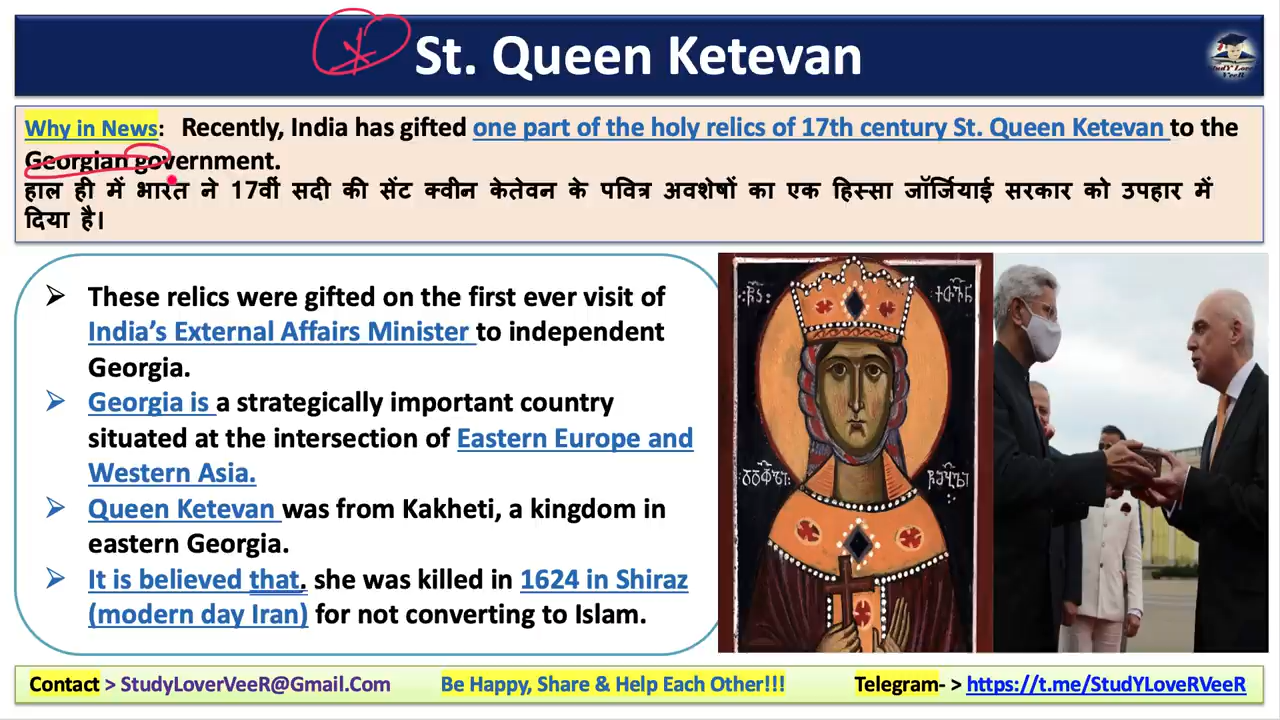 St. Queen Ketevan
StudY Love
VeeR
Why in News: Recently, India has gifted one part of the holy relics of 17th century St. Queen Ketevan to the
Georgian government.
हाल ही में भारत ने 17वीं सदी की सेंट क्वीन केतेवन के पवित्र अवशेषों का एक हिस्सा जॉर्जियाई सरकार को उपहार में
दिया है।
➢ These relics were gifted on the first ever visit of
India's External Affairs Minister to independent
Georgia.
➢ Georgia is a strategically important country
situated at the intersection of Eastern Europe and
Western Asia.
➢ Queen Ketevan was from Kakheti, a kingdom in
eastern Georgia.
➢ It is believed that. she was killed in 1624 in Shiraz
(modern day Iran) for not converting to Islam.
Contact > StudyLoverVeeR@Gmail.Com
Be Happy, Share & Help Each Other!!!
Telegram- > https://t.me/StudYLoveRVeeR